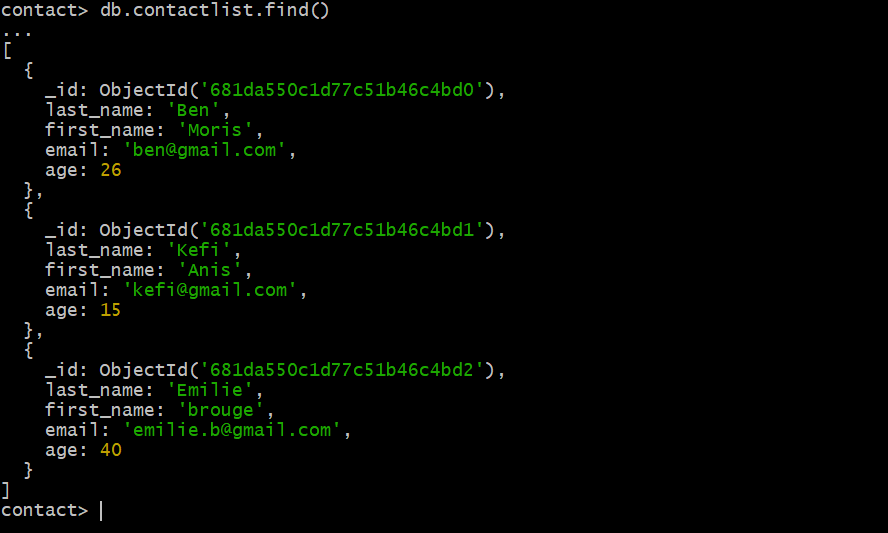 contact> db.contactlist.find()
...
[
  {
    _id: ObjectId('681da550c1d77c51b46c4bd0'),
    last_name: 'Ben',
    first_name: 'Moris',
    email: 'ben@gmail.com',
    age: 26
  },
  {
    _id: ObjectId('681da550c1d77c51b46c4bd1'),
    last_name: 'Kefi',
    first_name: 'Anis',
    email: 'kefi@gmail.com',
    age: 15
  },
  {
    _id: ObjectId('681da550c1d77c51b46c4bd2'),
    last_name: 'Emilie',
    first_name: 'brouge',
    email: 'emilie.b@gmail.com',
    age: 40
  }
]
contact>